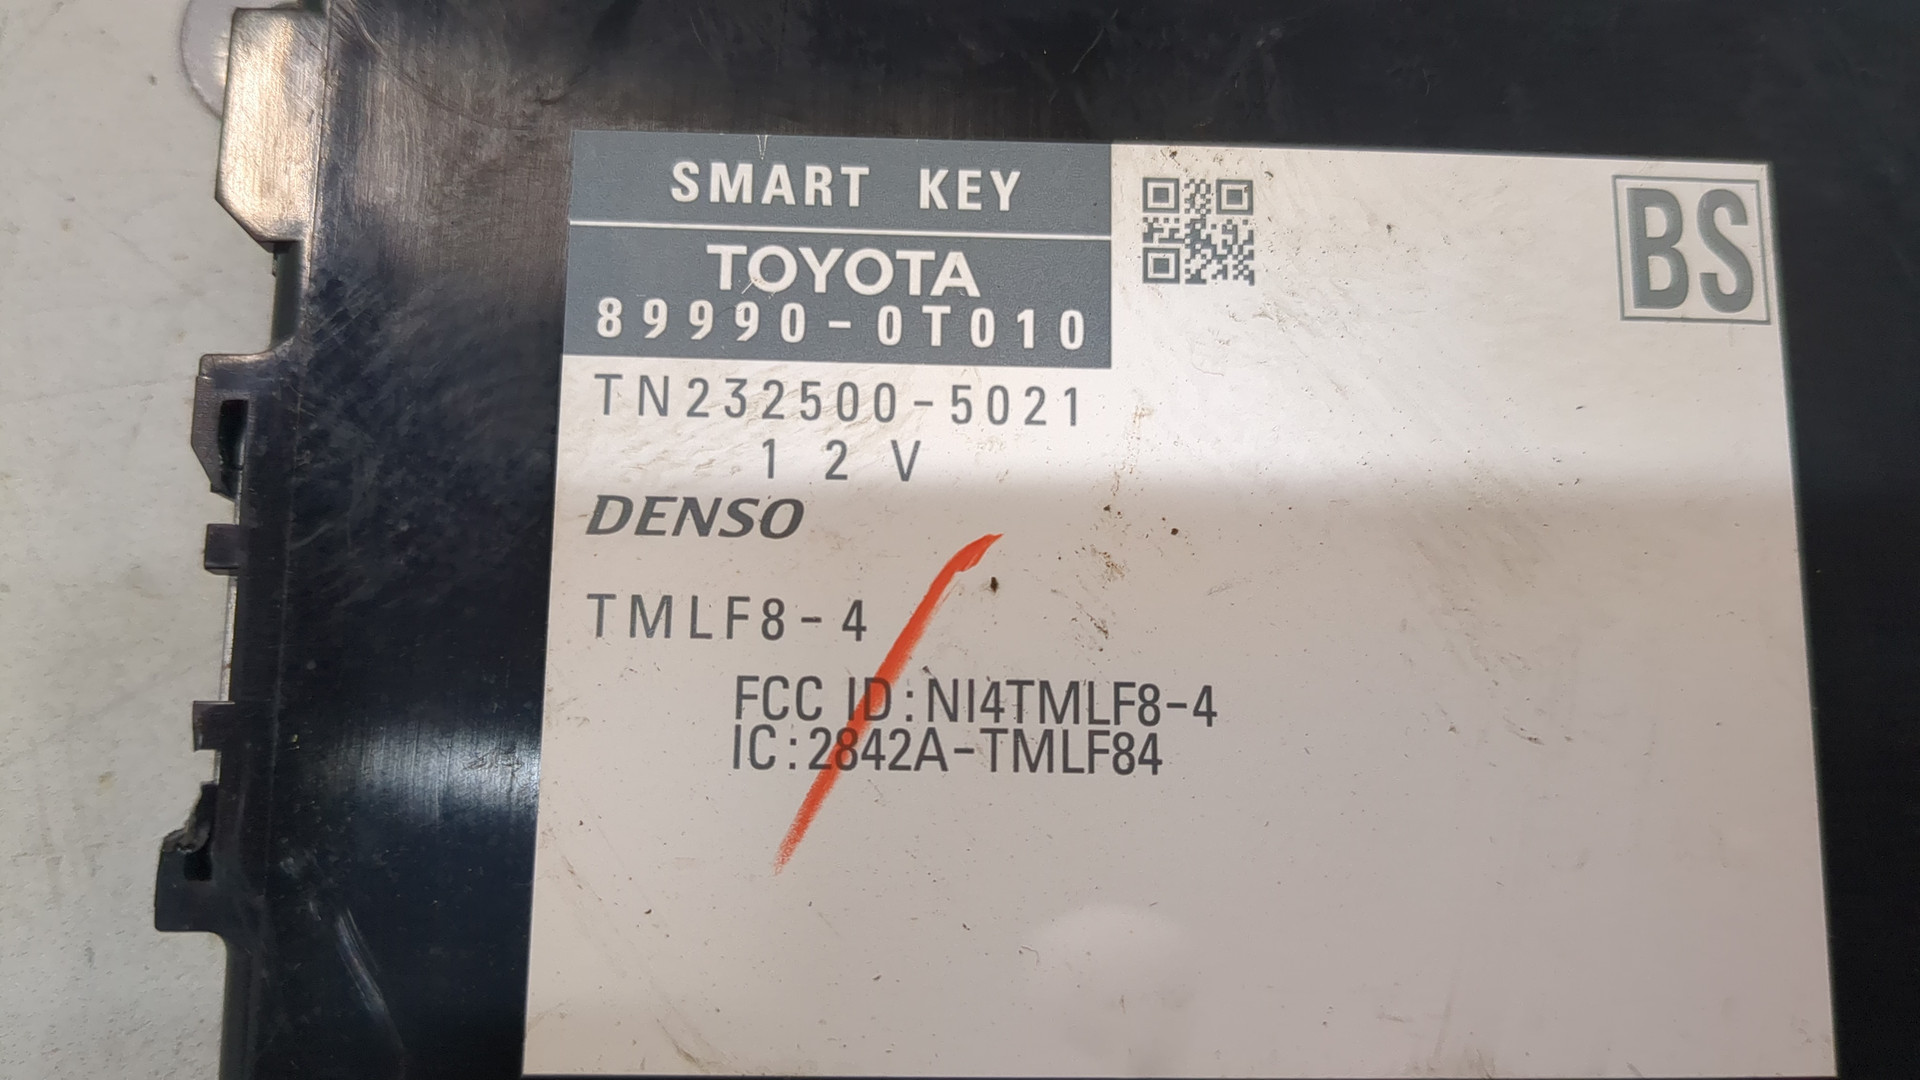 SMART KEY
BS
TOYOTA
89990-0T010
TN232500-5021
12V
DENSO
TMLF8-4
FCC ID:NI4TMLF8-4
IC:2842A-TMLF84